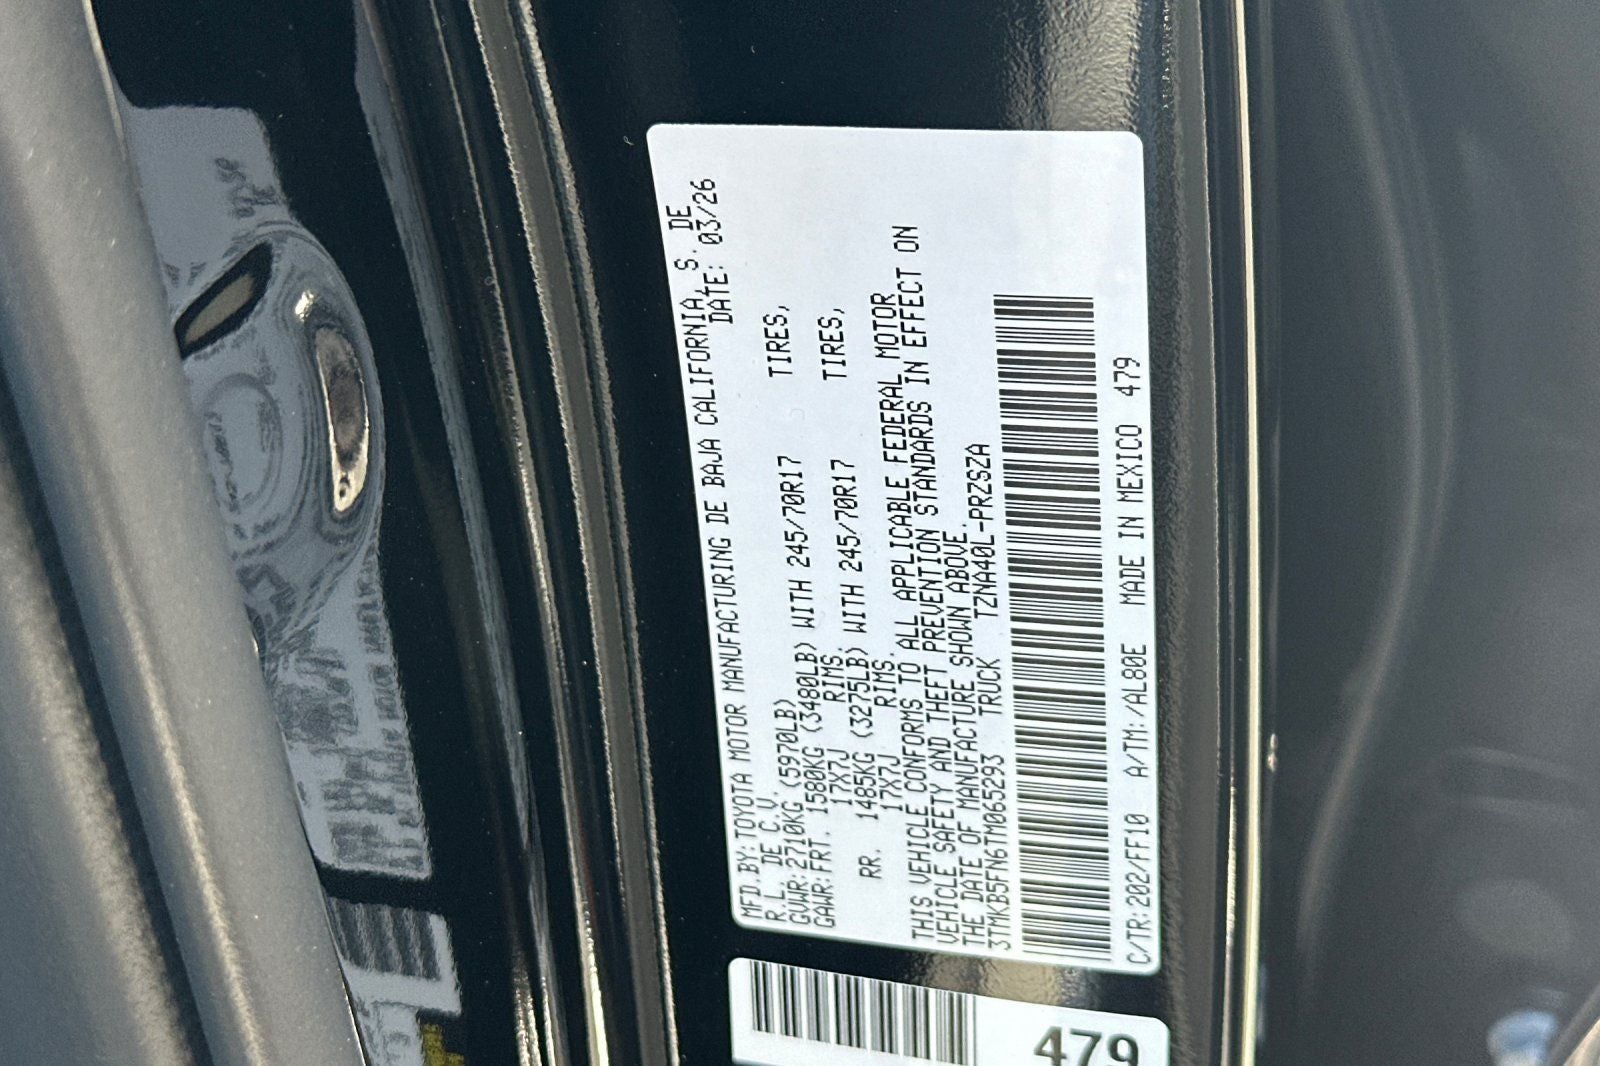 MFD.BY:TOYOTA MOTOR MANUFACTURING DE BAJA CALIFORNIA, S. DE
R.L. DE C.V. DATE: 03/26
GVWR:2710KG (5970LB)
GAWR:FRT. 1580KG (3480LB) WITH 245/70R17 TIRES,
17X7J RIMS.
RR. 1485KG (3275LB) WITH 245/70R17 TIRES,
17X7J RIMS.
THIS VEHICLE CONFORMS TO ALL APPLICABLE FEDERAL MOTOR
VEHICLE SAFETY AND THEFT PREVENTION STANDARDS IN EFFECT ON
THE DATE OF MANUFACTURE SHOWN ABOVE.
3TMKB5FN6TM065293 TRUCK TZNA40L-PRZSZA
C/TR:202/FF10 A/TM:/AL80E MADE IN MEXICO 479
479